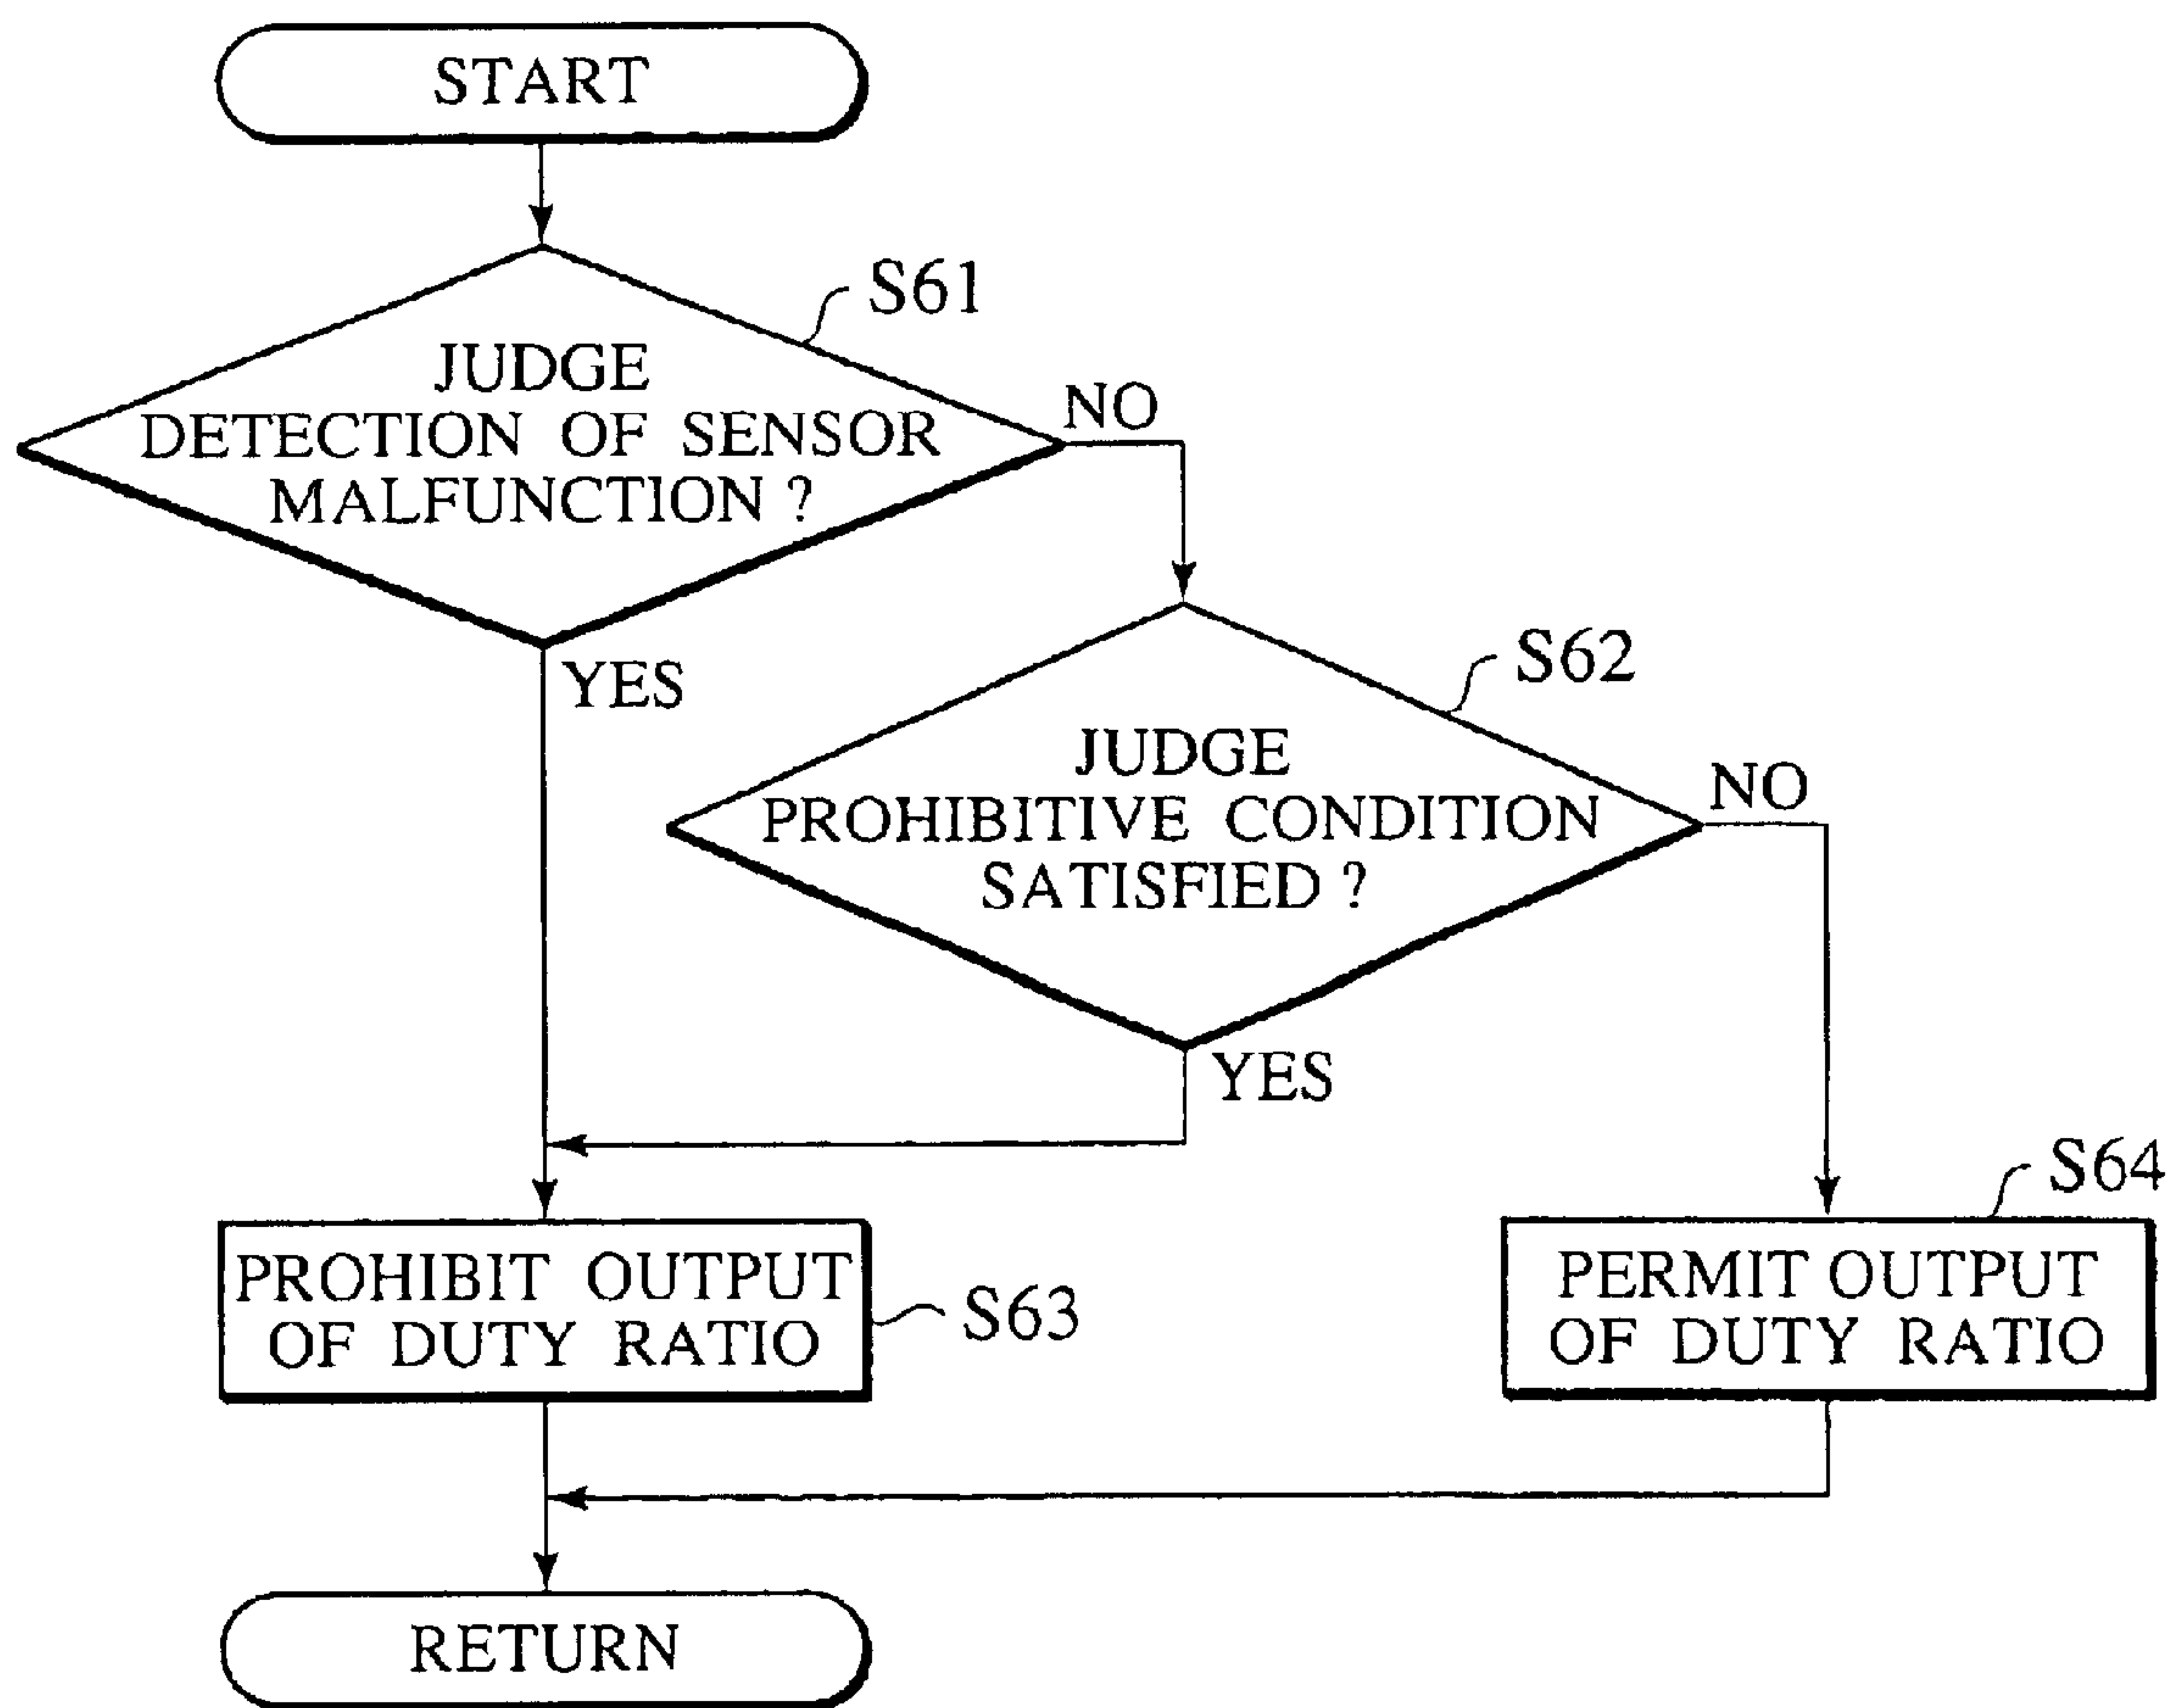 START
S61
JUDGE
DETECTION OF SENSOR
MALFUNCTION ?
NO
YES
S62
JUDGE
PROHIBITIVE CONDITION
SATISFIED ?
NO
YES
PROHIBIT OUTPUT
OF DUTY RATIO
S63
S64
PERMIT OUTPUT
OF DUTY RATIO
RETURN